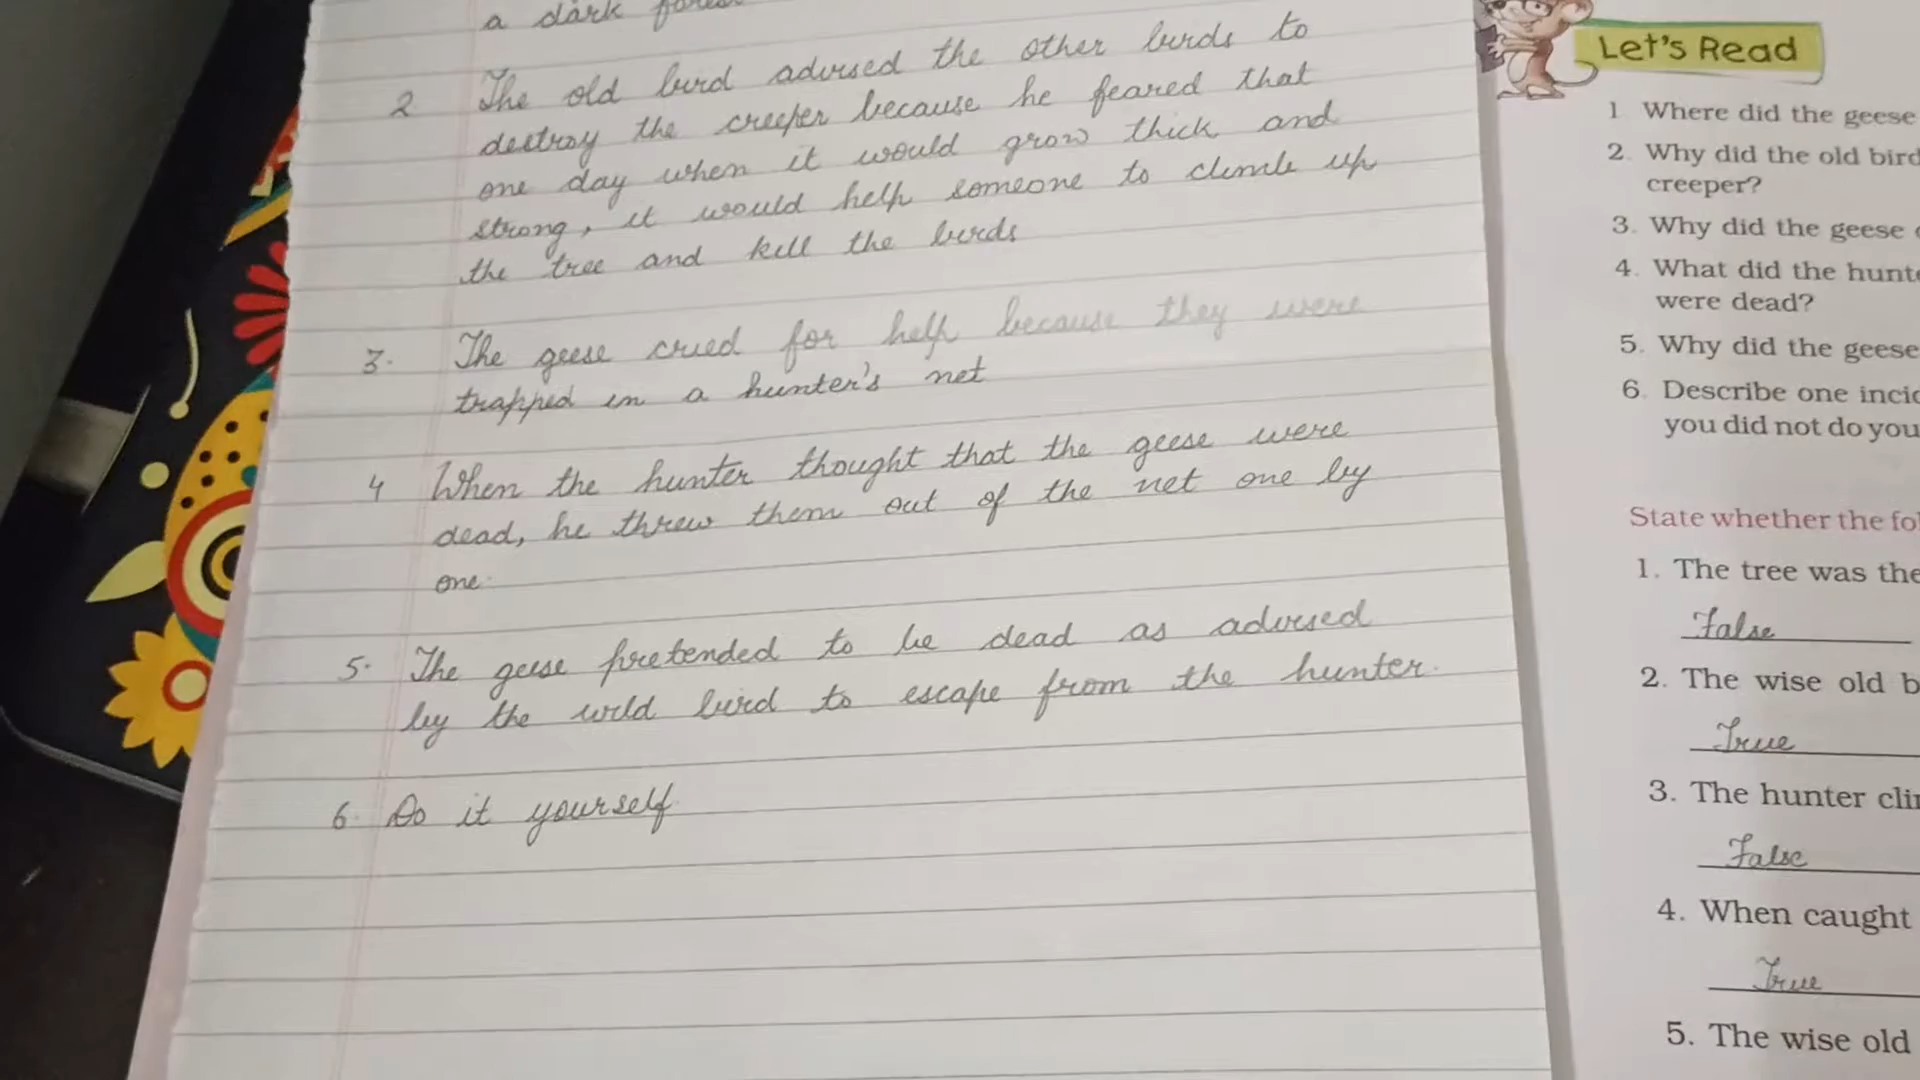 a dark
2 The old bird advised the other birds to
destroy the creeper because he feared that
one day when it would grow thick and
strong, it would help someone to climb up
the tree and kill the birds
3. The geese cried for help because they were
trapped in a hunter's net
4 When the hunter thought that the geese were
dead, he threw them out of the net one by
one.
5. The geese pretended to be dead as advised
by the wild bird to escape from the hunter.
6. Do it yourself
Let's Read
1 Where did the geese
2. Why did the old bird
creeper?
3. Why did the geese
4. What did the hunte
were dead?
5. Why did the geese
6. Describe one incid
you did not do you
State whether the fol
1. The tree was the
False
2. The wise old b
True
3. The hunter clim
False
4. When caught
True
5. The wise old